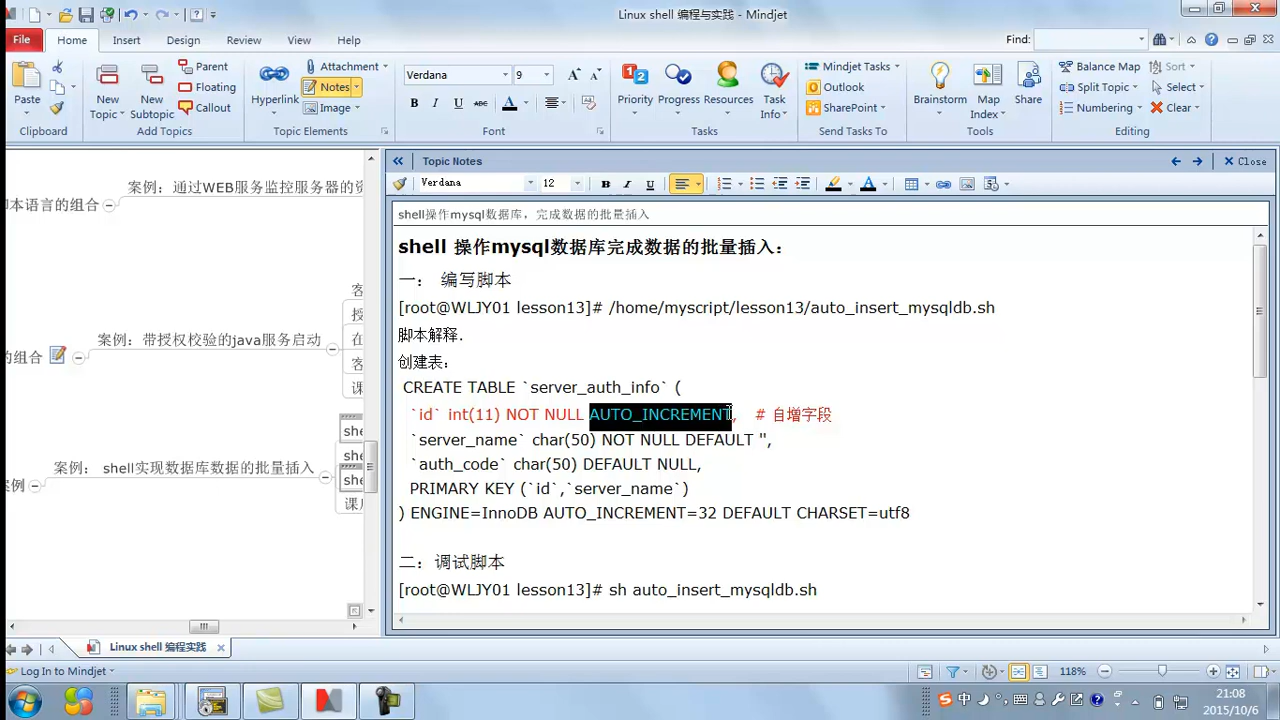 Linux shell 编程与实践 - Mindjet
File
Home
Insert
Design
Review
View
Help
Find:
Paste
Clipboard
New Topic
New Subtopic
Parent
Floating
Callout
Add Topics
Hyperlink
Attachment
Notes
Image
Topic Elements
Verdana
9
Font
Priority
Progress
Resources
Task Info
Tasks
Mindjet Tasks
Outlook
SharePoint
Send Tasks To
Brainstorm
Map Index
Share
Tools
Balance Map
Split Topic
Numbering
Sort
Select
Clear
Editing
案例：通过WEB服务监控服务器的资
脚本语言的组合
客
授
案例：带授权校验的java服务启动
在
的组合
客
课
she
she
案例： shell实现数据库数据的批量插入
she
案例
课后
Topic Notes
Close
Verdana
12
shell操作mysql数据库，完成数据的批量插入
shell 操作mysql数据库完成数据的批量插入：
一： 编写脚本
[root@WLJY01 lesson13]# /home/myscript/lesson13/auto_insert_mysqldb.sh
脚本解释.
创建表：
CREATE TABLE `server_auth_info` (
`id` int(11) NOT NULL AUTO_INCREMENT, # 自增字段
`server_name` char(50) NOT NULL DEFAULT '',
`auth_code` char(50) DEFAULT NULL,
PRIMARY KEY (`id`,`server_name`)
) ENGINE=InnoDB AUTO_INCREMENT=32 DEFAULT CHARSET=utf8
二：调试脚本
[root@WLJY01 lesson13]# sh auto_insert_mysqldb.sh
Linux shell 编程实践
Log In to Mindjet
118%
中
21:08
2015/10/6